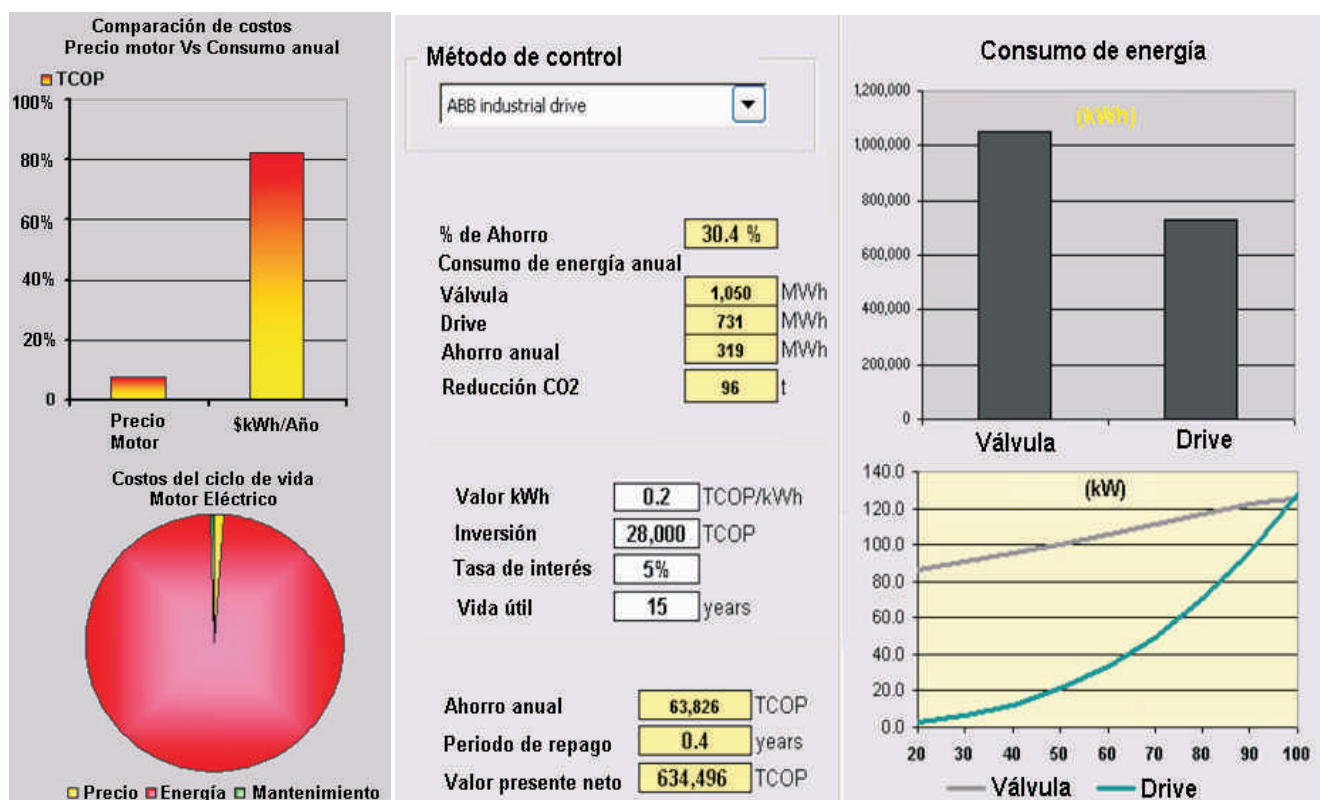 Comparación de costos
Precio motor Vs Consumo anual
TCOP
100%
80%
60%
40%
20%
0
Precio
Motor
$kWh/Año
Costos del ciclo de vida
Motor Eléctrico
Precio Energía Mantenimiento
Método de control
ABB industrial drive
% de Ahorro 30.4 %
Consumo de energía anual
Válvula 1,050 MWh
Drive 731 MWh
Ahorro anual 319 MWh
Reducción CO2 96 t
Valor kWh 0.2 TCOP/kWh
Inversión 28,000 TCOP
Tasa de interés 5%
Vida útil 15 years
Ahorro anual 63,826 TCOP
Periodo de repago 0.4 years
Valor presente neto 634,496 TCOP
Consumo de energía
(kWh)
1,200,000
1,000,000
800,000
600,000
400,000
200,000
0
Válvula Drive
(kW)
140.0
120.0
100.0
80.0
60.0
40.0
20.0
0.0
20 30 40 50 60 70 80 90 100
Válvula Drive